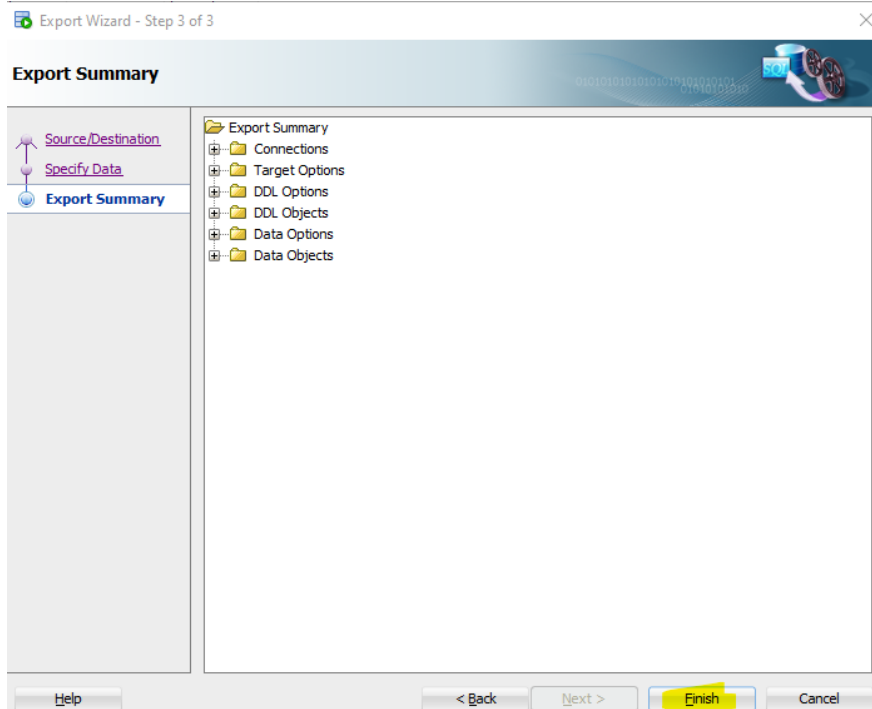 Export Wizard - Step 3 of 3
Export Summary
SQL
Source/Destination
Specify Data
Export Summary
Export Summary
Connections
Target Options
DDL Options
DDL Objects
Data Options
Data Objects
Help
< Back
Next >
Finish
Cancel